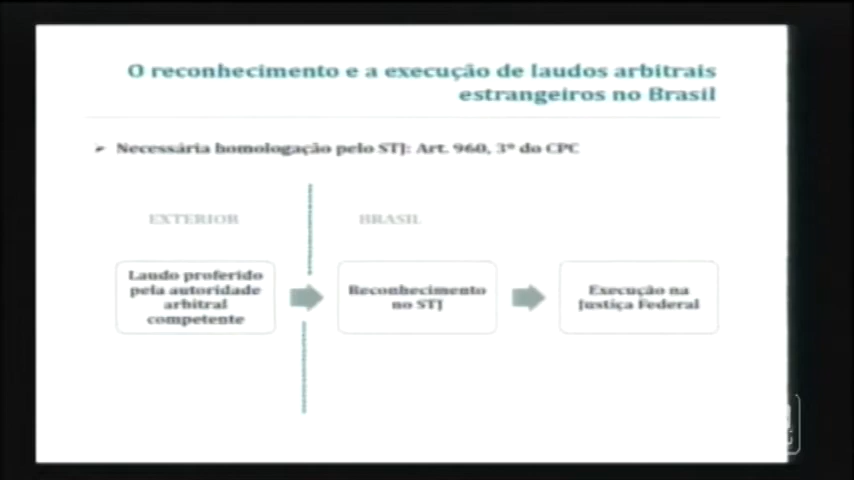 O reconhecimento e a execução de laudos arbitrais
estrangeiros no Brasil
➢ Necessária homologação pelo STJ: Art. 960, 3º do CPC
EXTERIOR
BRASIL
Laudo proferido
pela autoridade
arbitral
competente
Reconhecimento
no STJ
Execução na
Justiça Federal